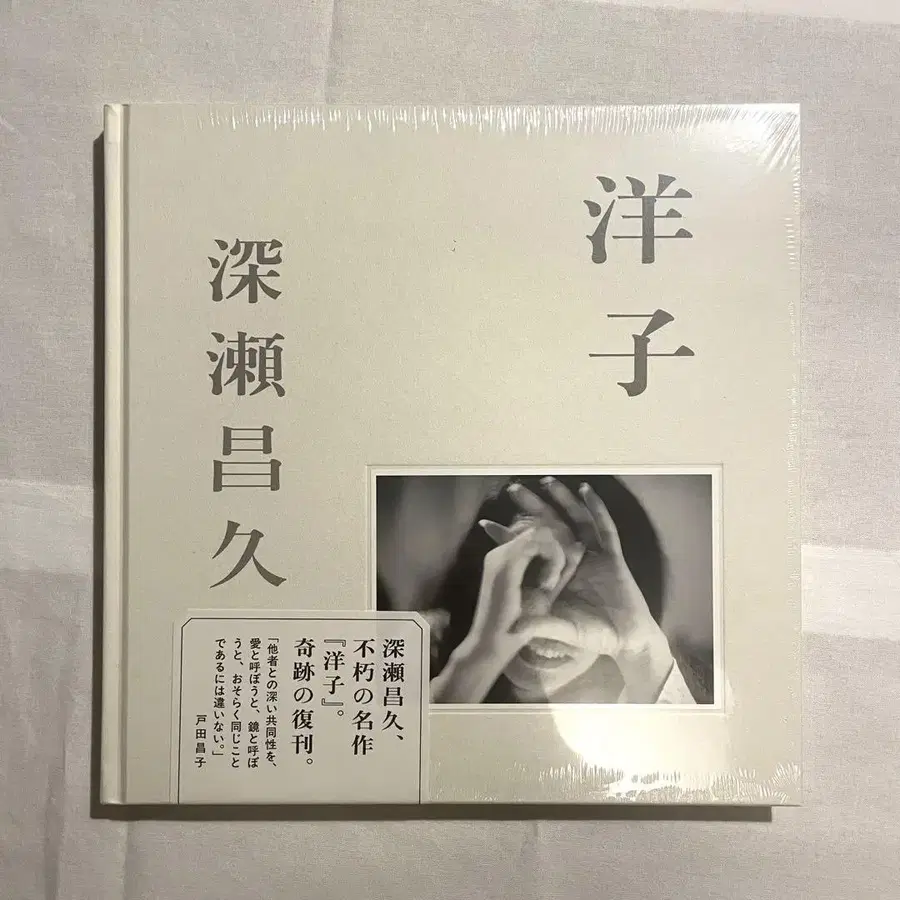 洋子
深瀬昌久
深瀬昌久、
不朽の名作
『洋子』。
奇跡の復刊。
「他者との深い共同性を、
愛と呼ぼうと、鏡と呼ぼ
うと、おそらく同じこと
であるには違いない。」
戸田昌子